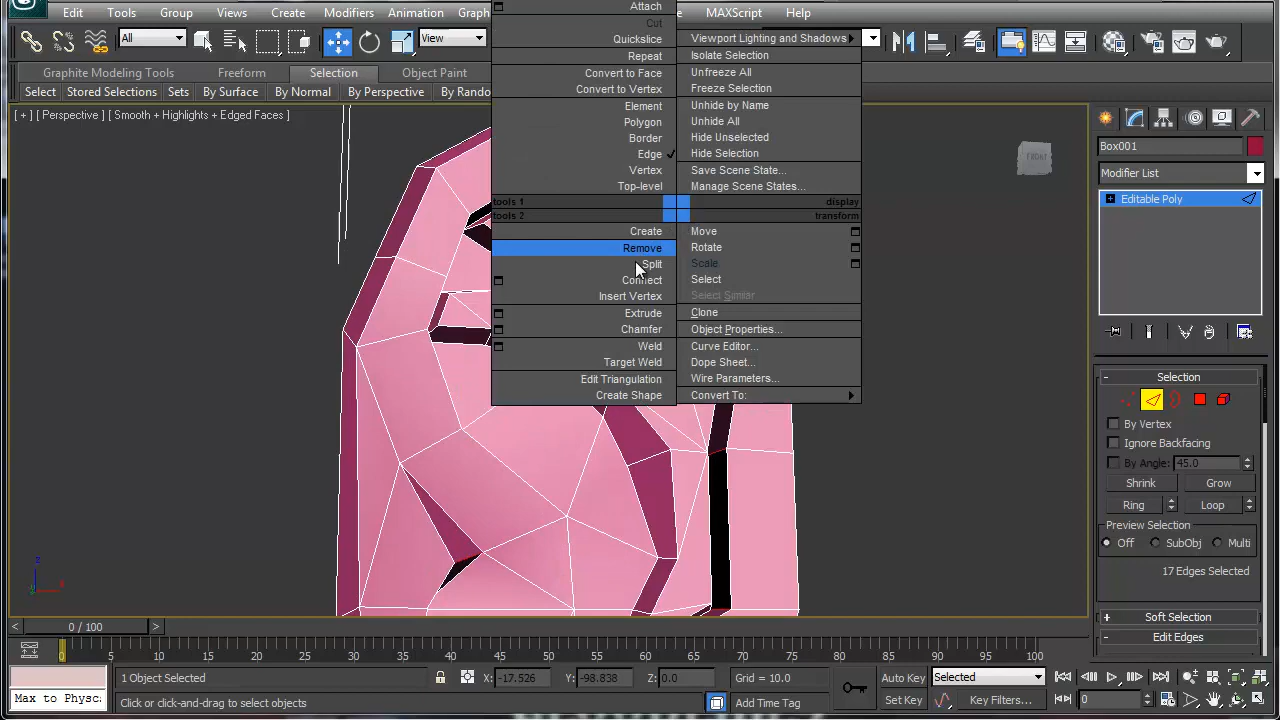 Edit Tools Group Views Create Modifiers Animation Grap MAXScript Help
All View
Graphite Modeling Tools Freeform Selection Object Paint
Select Stored Selections Sets By Surface By Normal By Perspective By Rando
[ + ] [ Perspective ] [ Smooth + Highlights + Edged Faces ]
Attach
Cut
Quickslice
Repeat
Convert to Face
Convert to Vertex
Element
Polygon
Border
Edge
Vertex
Top-level
tools 1
tools 2
Create
Remove
Split
Connect
Insert Vertex
Extrude
Chamfer
Weld
Target Weld
Edit Triangulation
Create Shape
Viewport Lighting and Shadows
Isolate Selection
Unfreeze All
Freeze Selection
Unhide by Name
Unhide All
Hide Unselected
Hide Selection
Save Scene State...
Manage Scene States...
display
transform
Move
Rotate
Scale
Select
Select Similar
Clone
Object Properties...
Curve Editor...
Dope Sheet...
Wire Parameters...
Convert To:
FRONT
Box001
Modifier List
Editable Poly
Selection
By Vertex
Ignore Backfacing
By Angle: 45.0
Shrink Grow
Ring Loop
Preview Selection
Off SubObj Multi
17 Edges Selected
Soft Selection
Edit Edges
z
x
0 / 100
0 5 10 15 20 25 30 35 40 45 50 55 60 65 70 75 80 85 90 95 100
1 Object Selected X: -17.526 Y: -98.838 Z: 0.0 Grid = 10.0 Auto Key Selected
Max to Physc Click or click-and-drag to select objects Add Time Tag Set Key Key Filters... 0